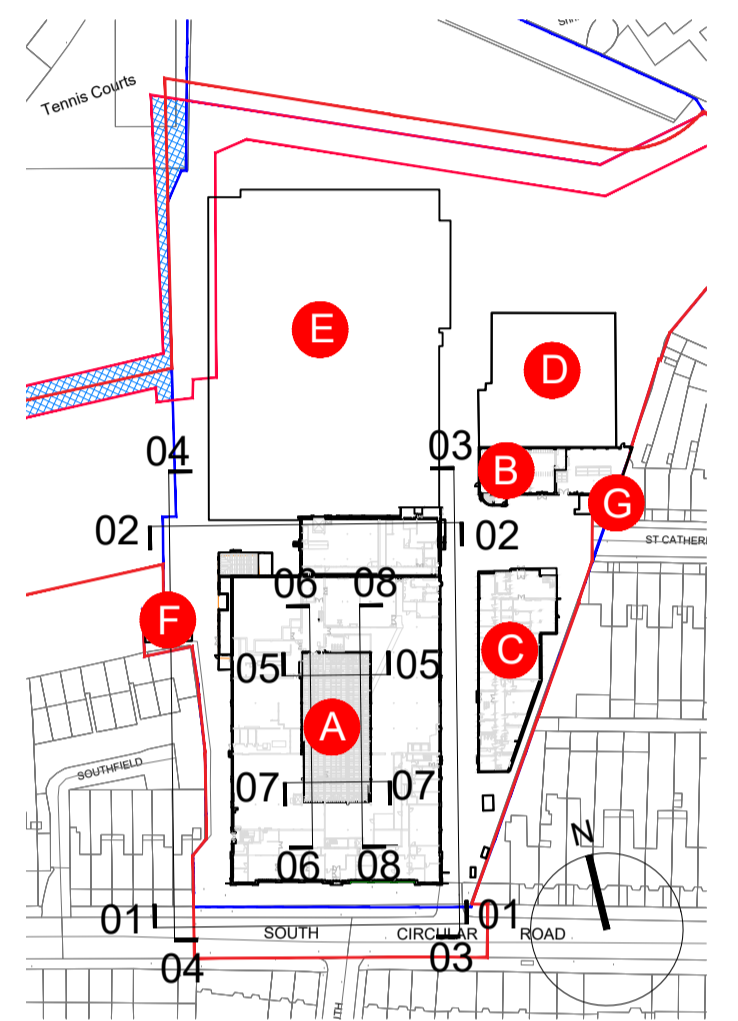 Tennis Courts
E
D
04
03
B
G
02
02
ST CATHERI
06
08
F
05
05
C
A
07
07
SOUTHFIELD
N
06
08
01
01
SOUTH CIRCULAR ROAD
04
03